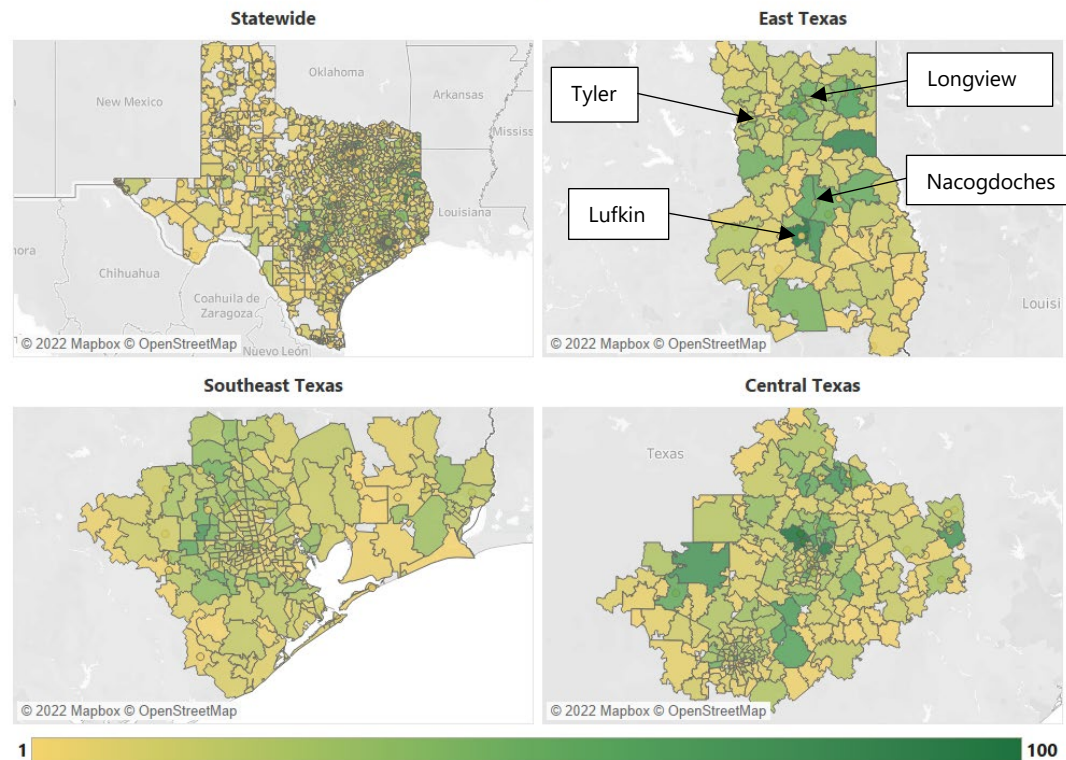 Statewide
East Texas
New Mexico
Oklahoma
Arkansas
Mississ
Louisiana
Chihuahua
Coahuila de
Zaragoza
Nuevo León
ora
© 2022 Mapbox © OpenStreetMap
Tyler
Longview
Nacogdoches
Lufkin
Louisi
© 2022 Mapbox © OpenStreetMap
Southeast Texas
Central Texas
© 2022 Mapbox © OpenStreetMap
Texas
© 2022 Mapbox © OpenStreetMap
1
100